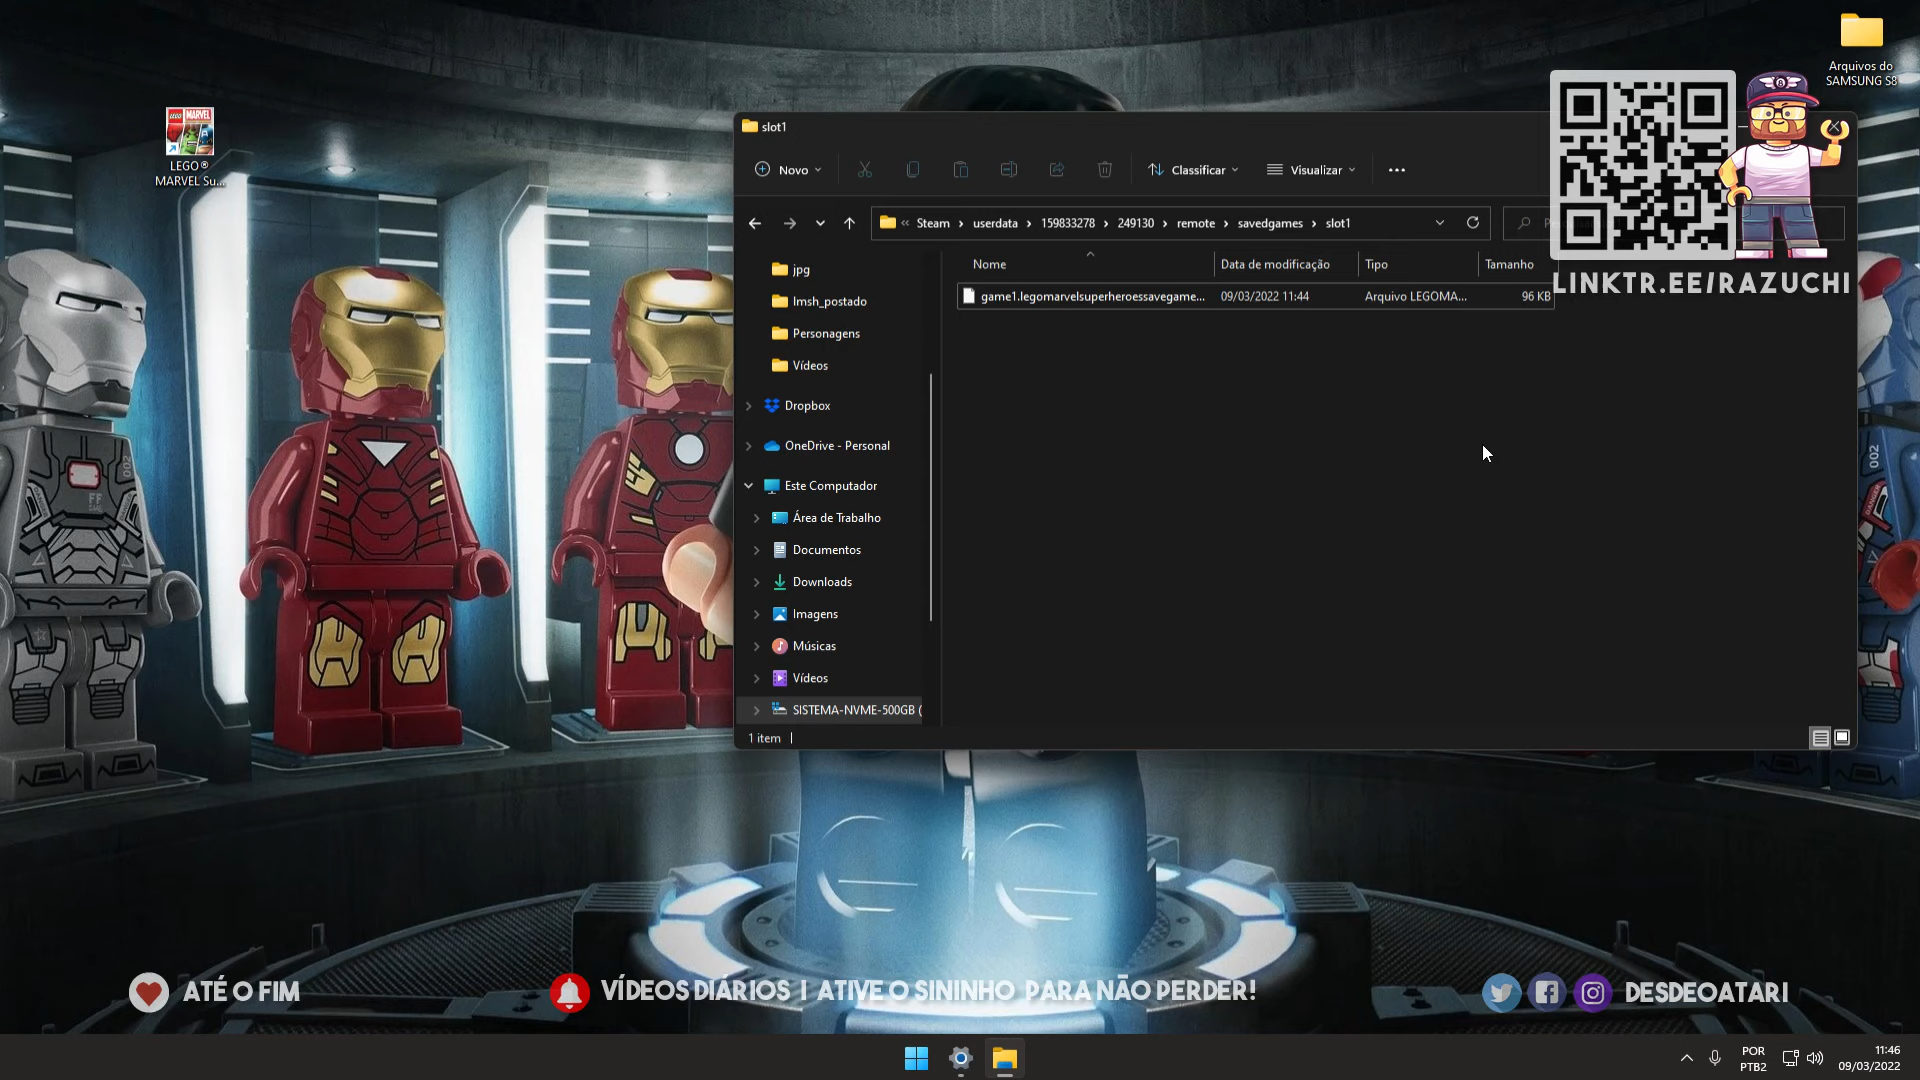 Arquivos do
SAMSUNG S8
LEGO®
MARVEL Su...
slot1
Novo
Classificar
Visualizar
Steam
userdata
159833278
249130
remote
savedgames
slot1
LINKTR.EE/RAZUCHI
Nome
Data de modificação
Tipo
Tamanho
game1.legomarvelsuperheroessavegame...
09/03/2022 11:44
Arquivo LEGOMA...
96 KB
jpg
lmsh_postado
Personagens
Vídeos
Dropbox
OneDrive - Personal
Este Computador
Área de Trabalho
Documentos
Downloads
Imagens
Músicas
Vídeos
SISTEMA-NVME-500GB (
1 item
002
002
ATÉ O FIM
VÍDEOS DIÁRIOS | ATIVE O SININHO PARA NÃO PERDER!
DESDEOATARI
POR
PTB2
11:46
09/03/2022